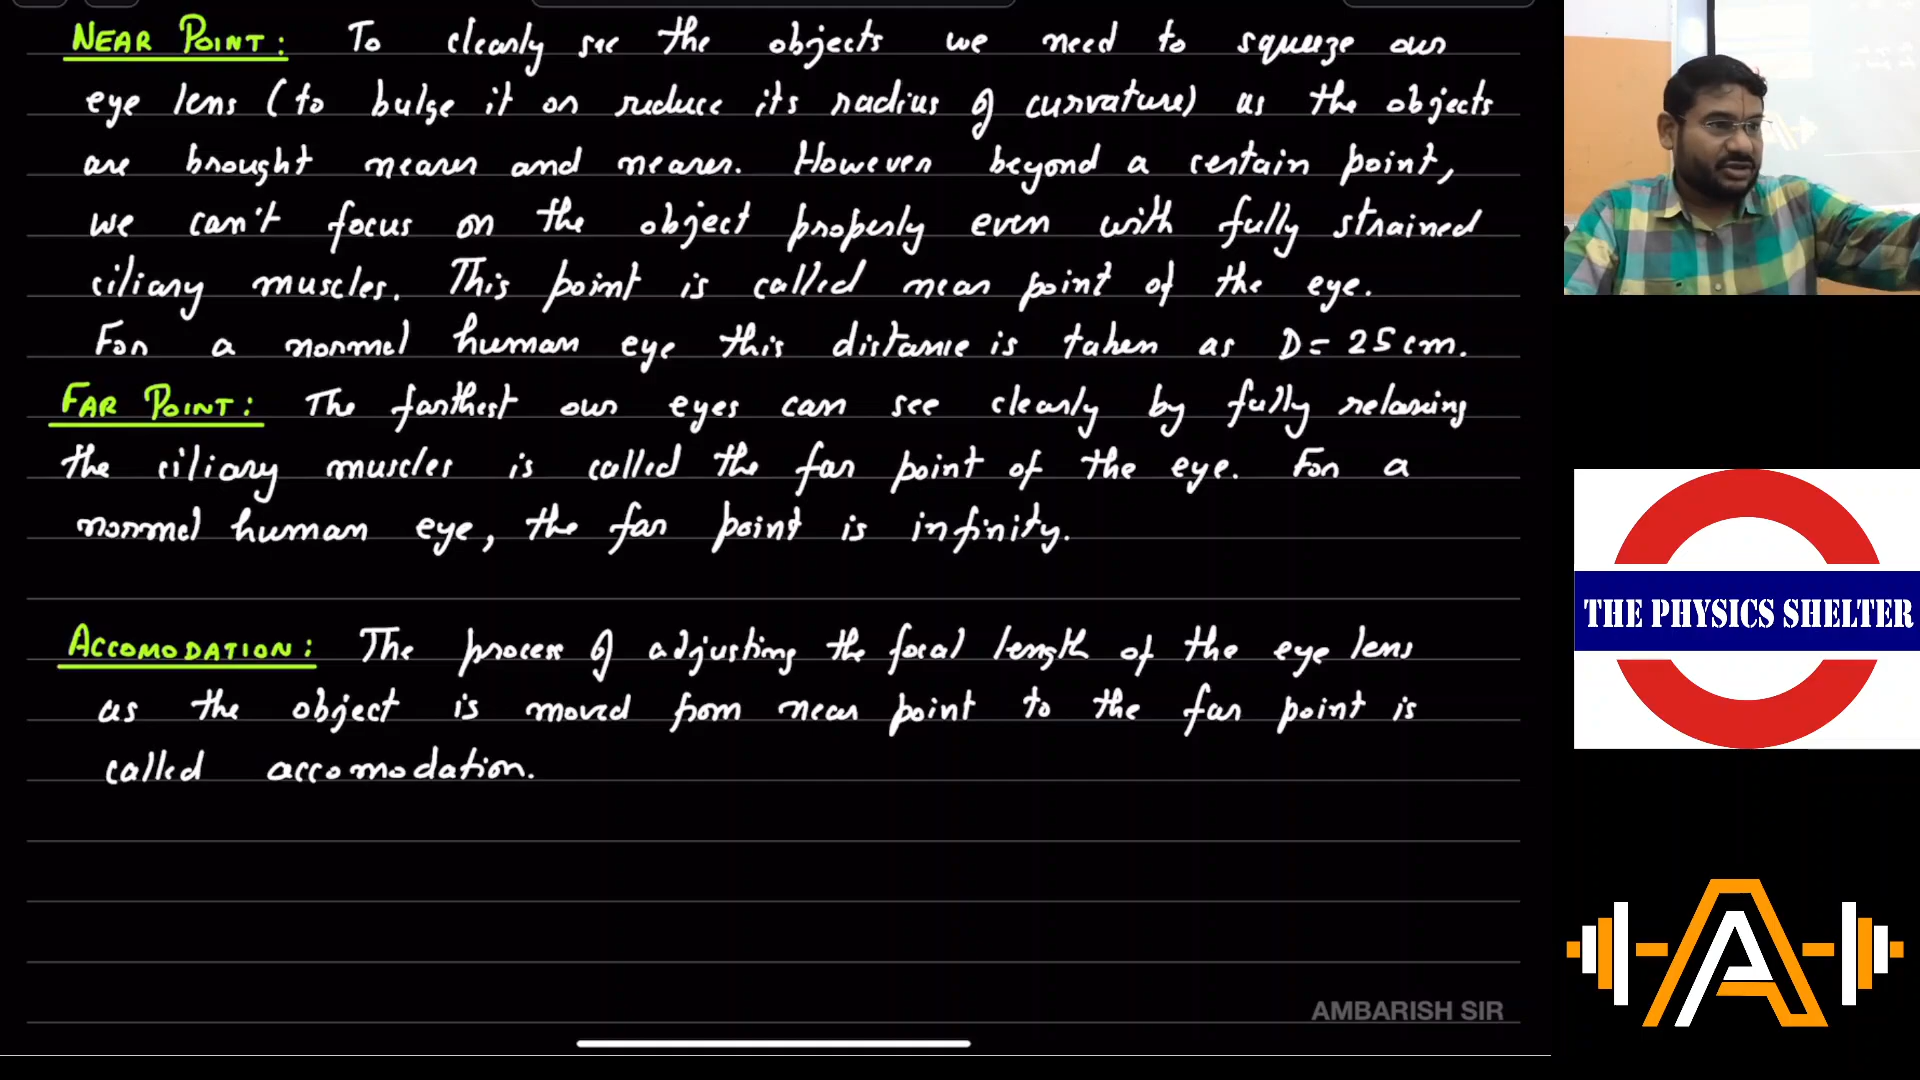 NEAR POINT: To clearly see the objects we need to squeeze our
eye lens (to bulge it or reduce its radius of curvature) as the objects
are brought nearer and nearer. However beyond a certain point,
we can't focus on the object properly even with fully strained
ciliary muscles. This point is called near point of the eye.
For a normal human eye this distance is taken as D = 25 cm.
FAR POINT: The farthest our eyes can see clearly by fully relaxing
the ciliary muscles is called the far point of the eye. For a
normal human eye, the far point is infinity.
ACCOMODATION: The process of adjusting the focal length of the eye lens
as the object is moved from near point to the far point is
called accomodation.
AMBARISH SIR
THE PHYSICS SHELTER